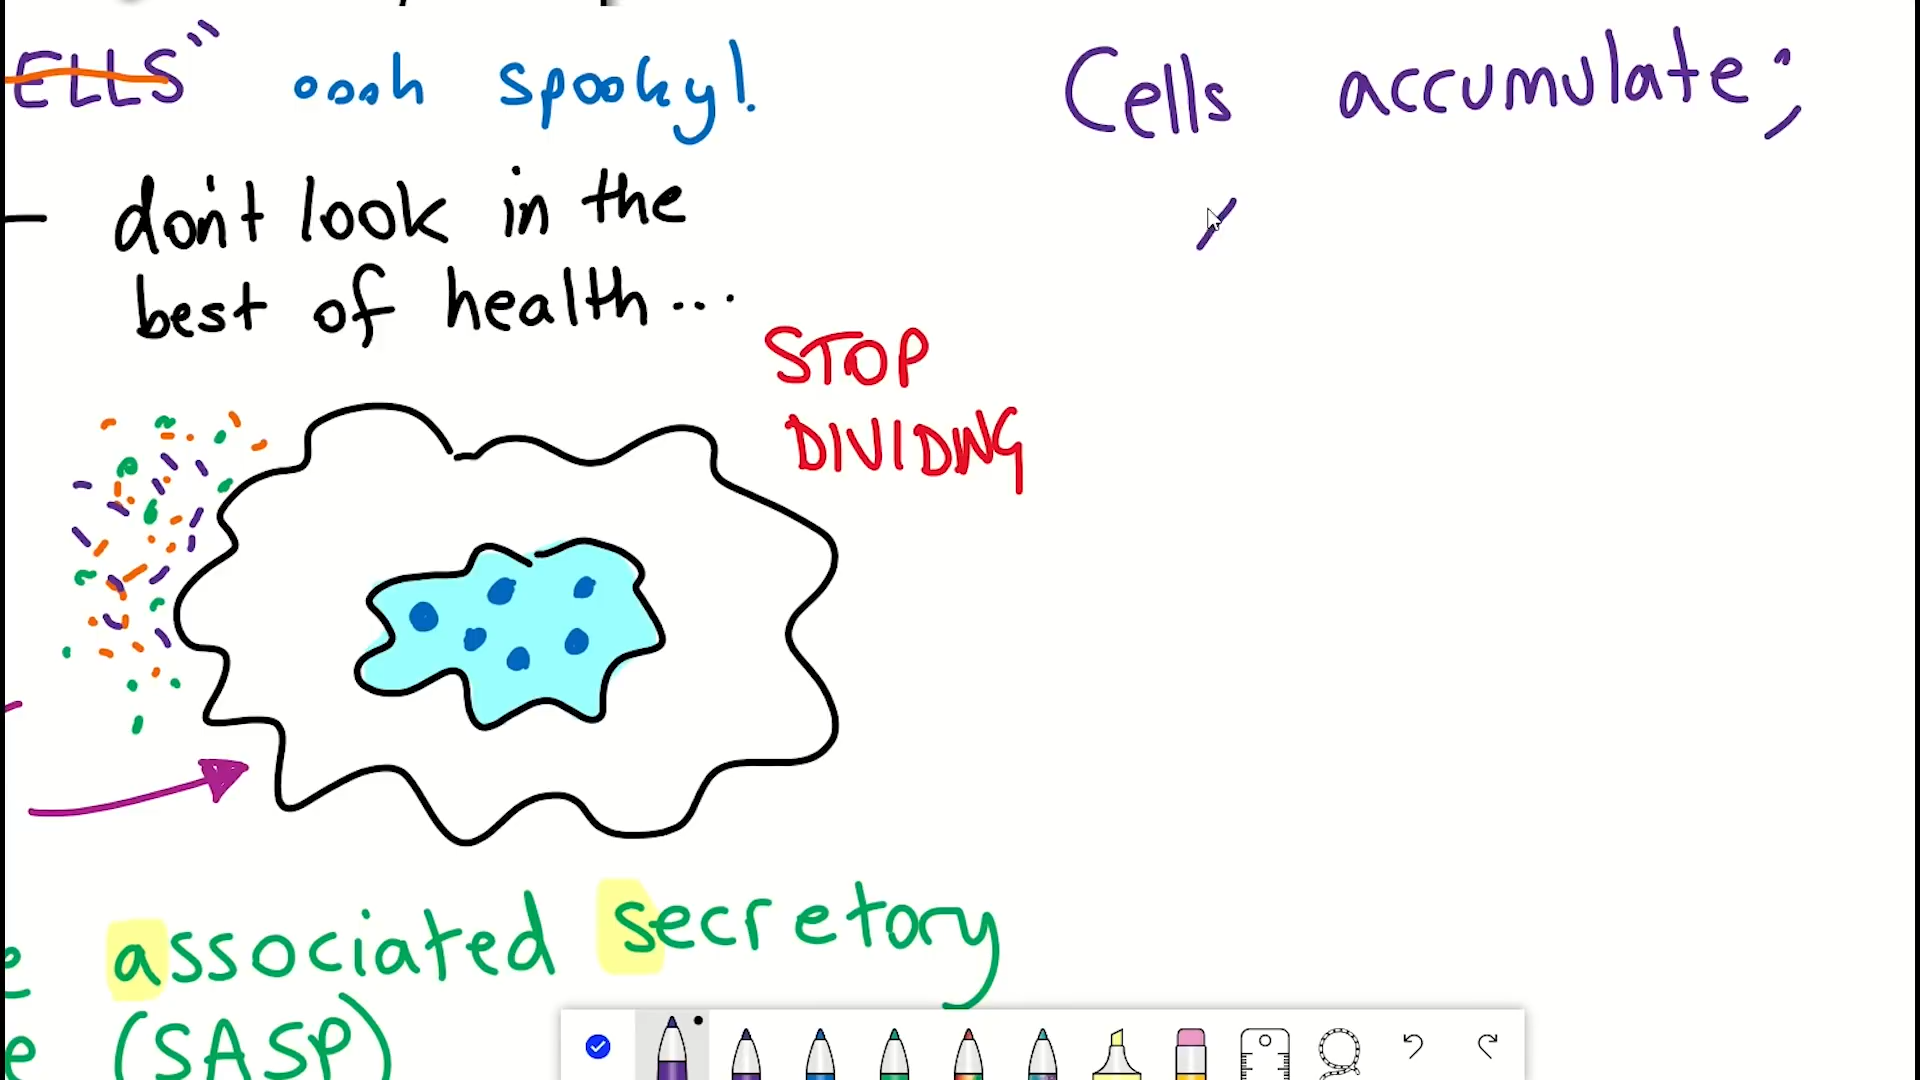 ELLS" oooh spooky!
- don't look in the
best of health...
STOP
DIVIDING
Cells accumulate;
e associated secretory
e (SASP)